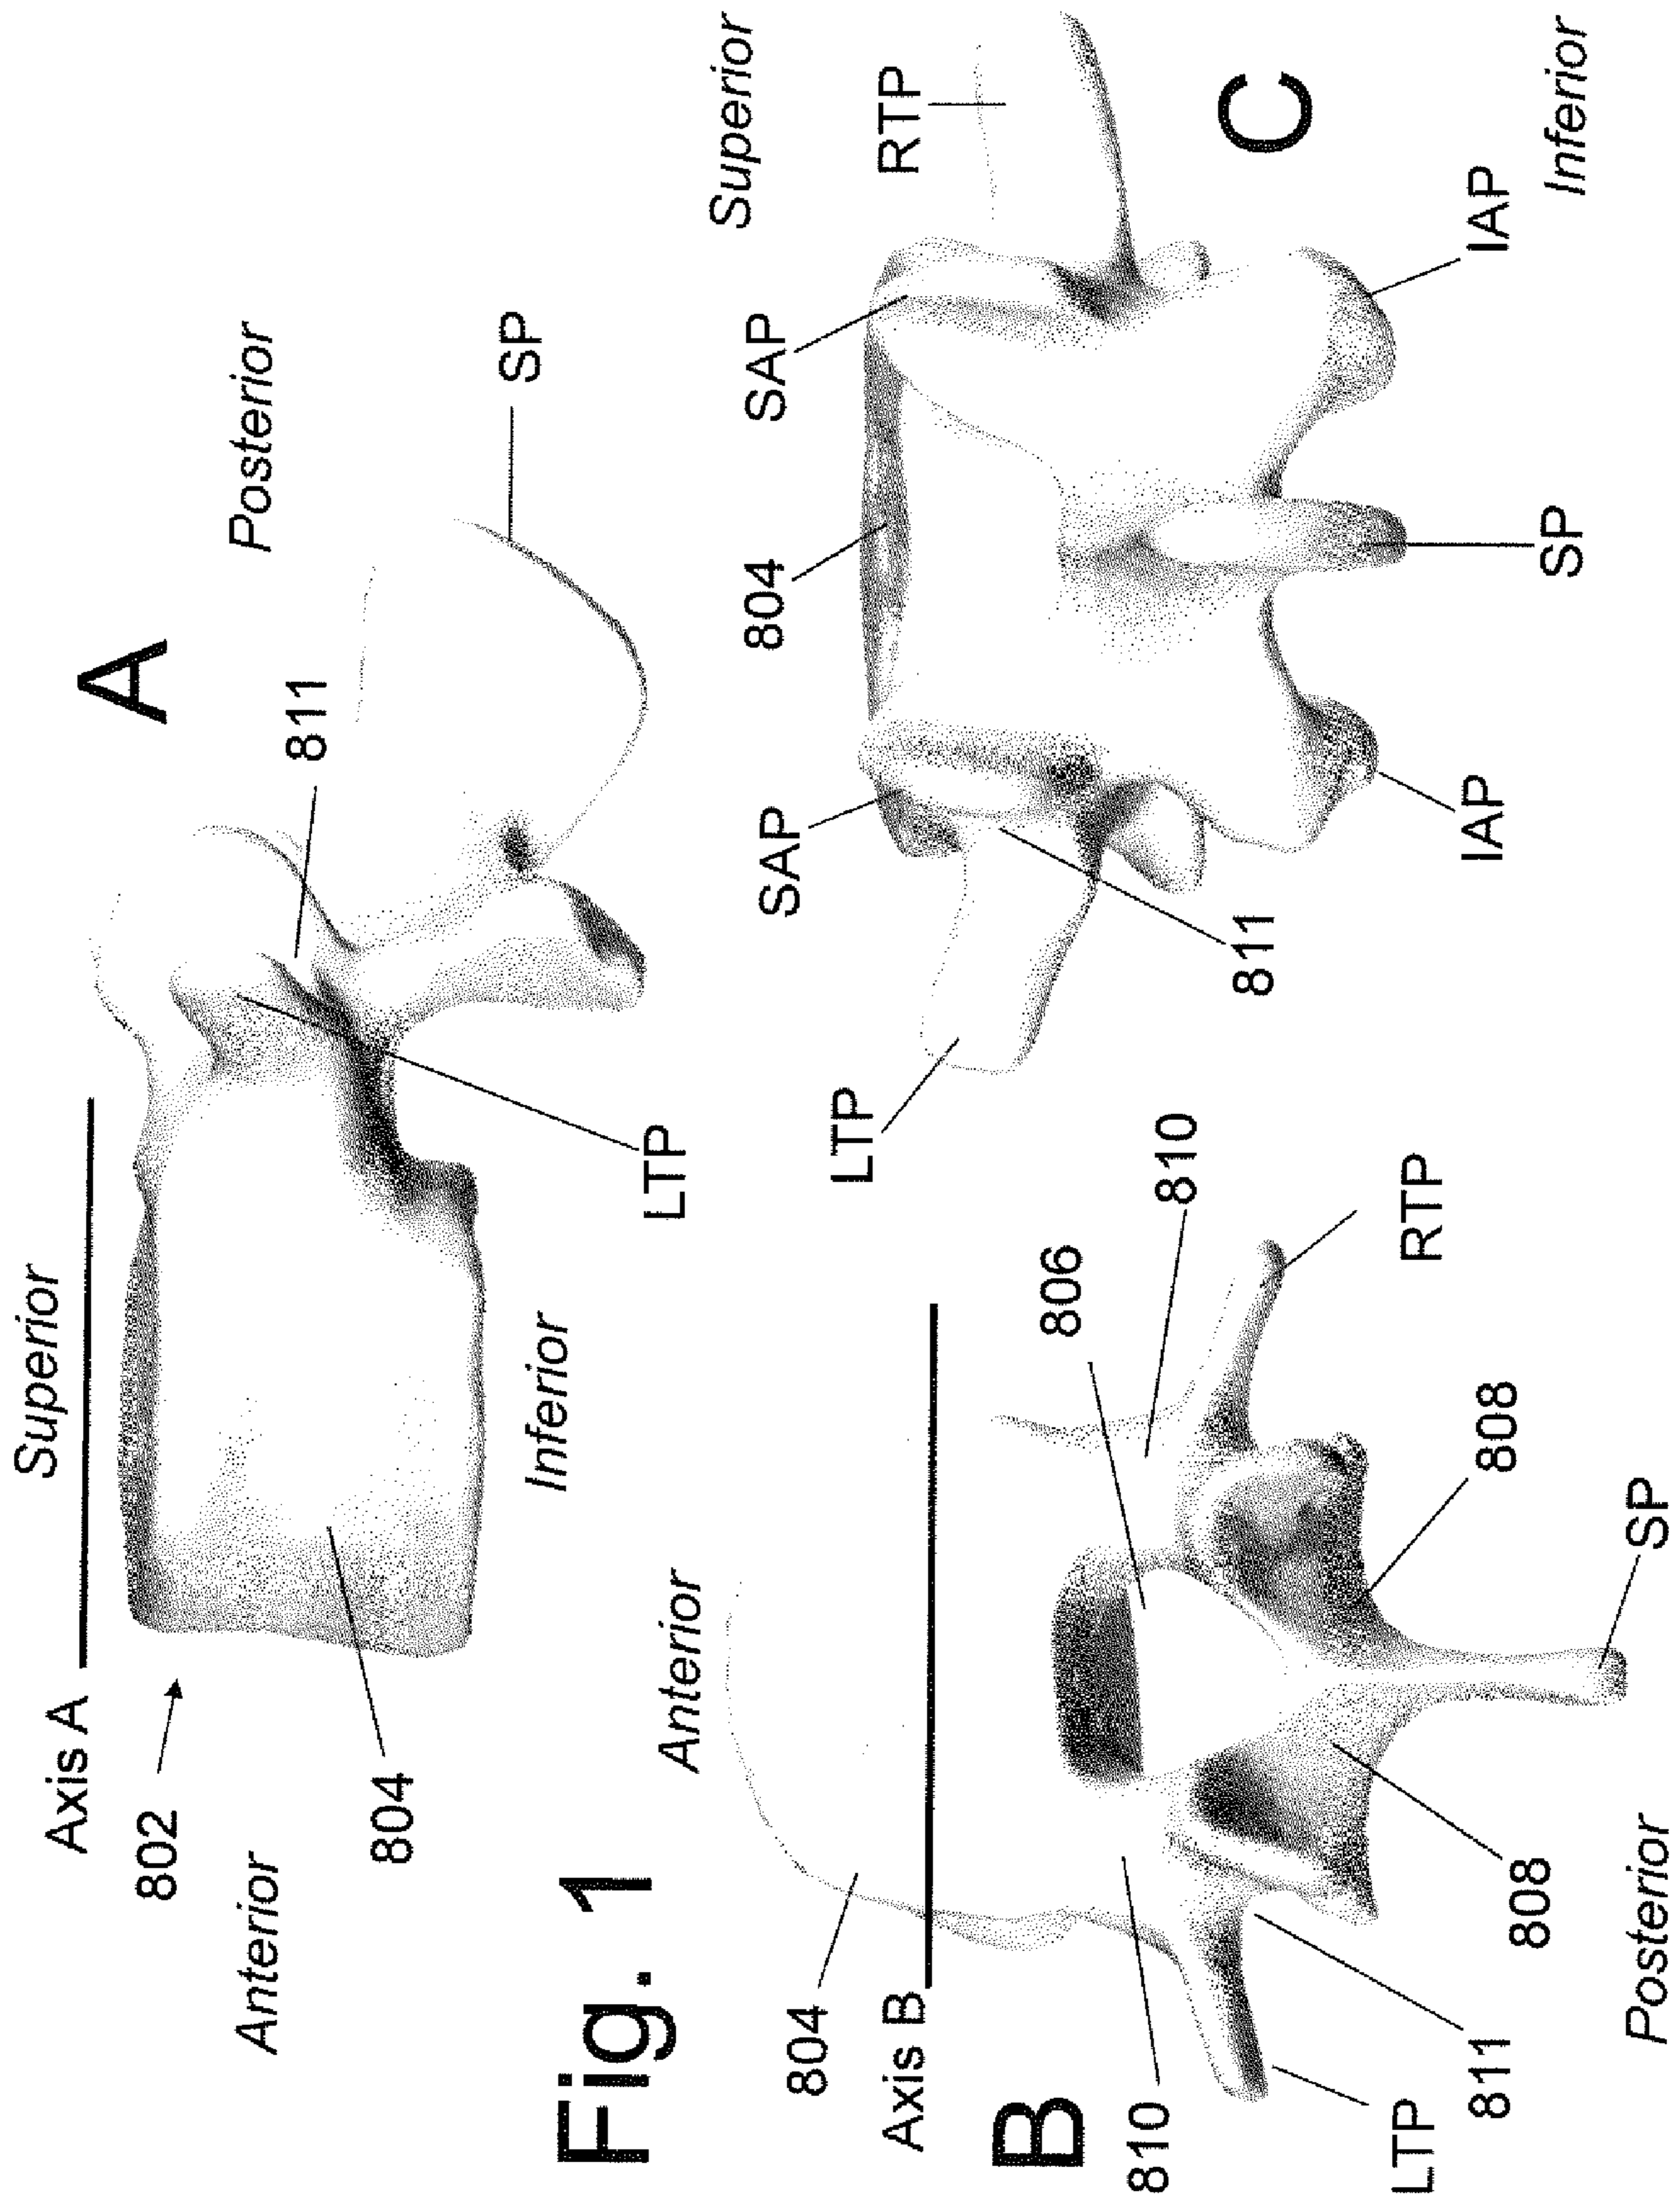 Fig. 1
A
Superior
Axis A
802
Anterior
804
Inferior
LTP
811
Posterior
SP
B
Anterior
804
Axis B
810
806
810
RTP
LTP
811
808
808
SP
Posterior
C
Superior
SAP
804
SAP
RTP
LTP
811
IAP
SP
IAP
Inferior